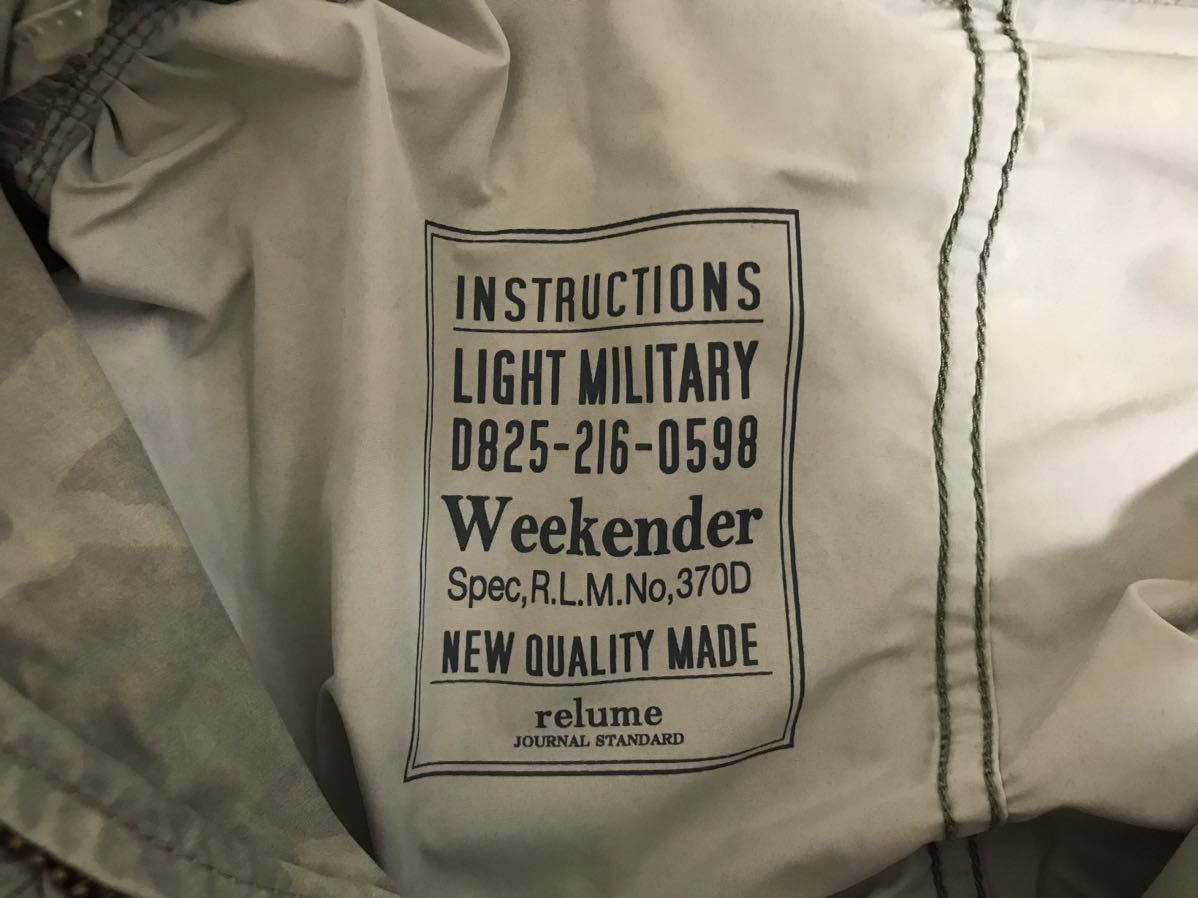 INSTRUCTIONS
LIGHT MILITARY
D825-216-0598
Weekender
Spec,R.L.M.No,370D
NEW QUALITY MADE
relume
JOURNAL STANDARD